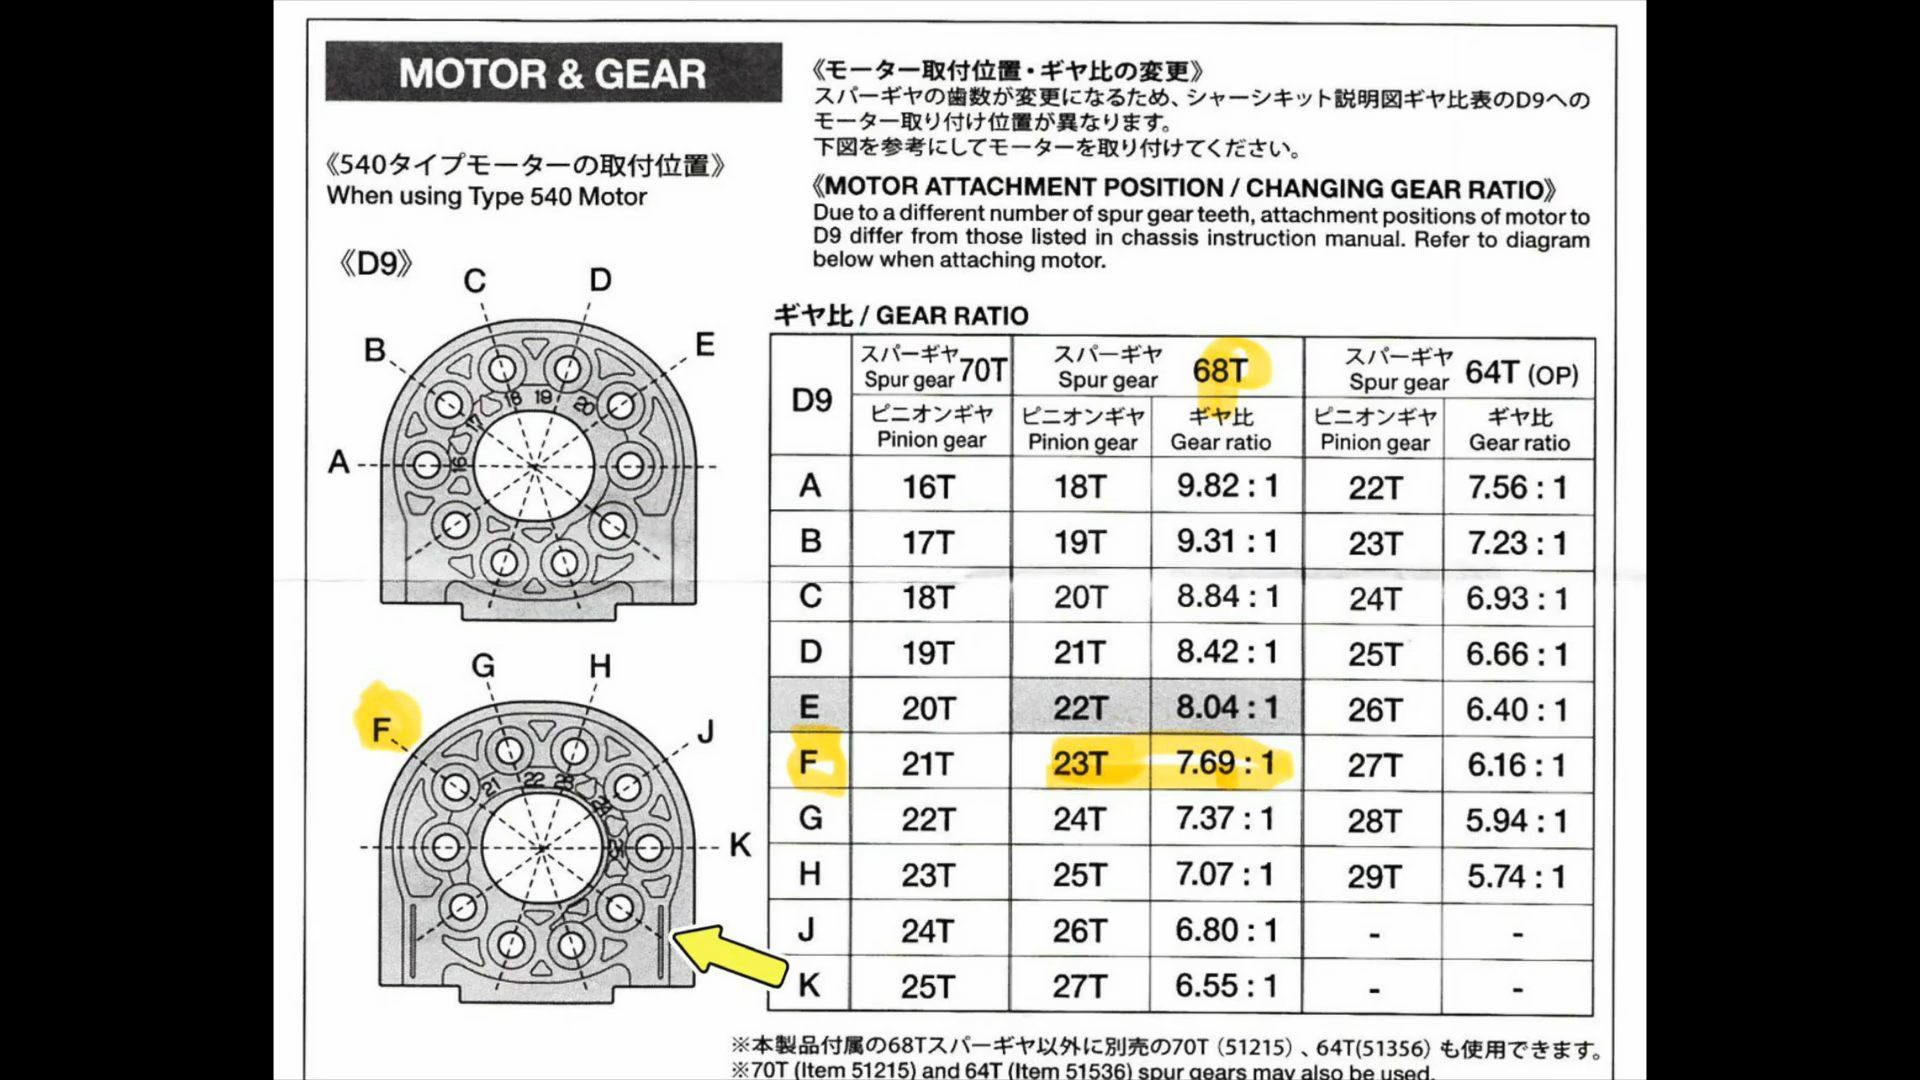 MOTOR & GEAR
《540タイプモーターの取付位置》
When using Type 540 Motor
《モーター取付位置・ギヤ比の変更》
スパーギヤの歯数が変更になるため、シャーシキット説明図ギヤ比表のD9への
モーター取り付け位置が異なります。
下図を参考にしてモーターを取り付けてください。
《MOTOR ATTACHMENT POSITION / CHANGING GEAR RATIO》
Due to a different number of spur gear teeth, attachment positions of motor to
D9 differ from those listed in chassis instruction manual. Refer to diagram
below when attaching motor.
《D9》
C D
B E
A
16 17 18 19 20
G H
F J
K
21 22 23 24 25
ギヤ比 / GEAR RATIO
D9
スパーギヤ Spur gear 70T
スパーギヤ Spur gear 68T
スパーギヤ Spur gear 64T (OP)
ピニオンギヤ ピニオンギヤ ギヤ比 ピニオンギヤ ギヤ比
Pinion gear Pinion gear Gear ratio Pinion gear Gear ratio
A 16T 18T 9.82 : 1 22T 7.56 : 1
B 17T 19T 9.31 : 1 23T 7.23 : 1
C 18T 20T 8.84 : 1 24T 6.93 : 1
D 19T 21T 8.42 : 1 25T 6.66 : 1
E 20T 22T 8.04 : 1 26T 6.40 : 1
F 21T 23T 7.69 : 1 27T 6.16 : 1
G 22T 24T 7.37 : 1 28T 5.94 : 1
H 23T 25T 7.07 : 1 29T 5.74 : 1
J 24T 26T 6.80 : 1 - -
K 25T 27T 6.55 : 1 - -
※本製品付属の68Tスパーギヤ以外に別売の70T（51215）、64T(51356）も使用できます。
※70T (Item 51215) and 64T (Item 51536) spur gears may also be used.